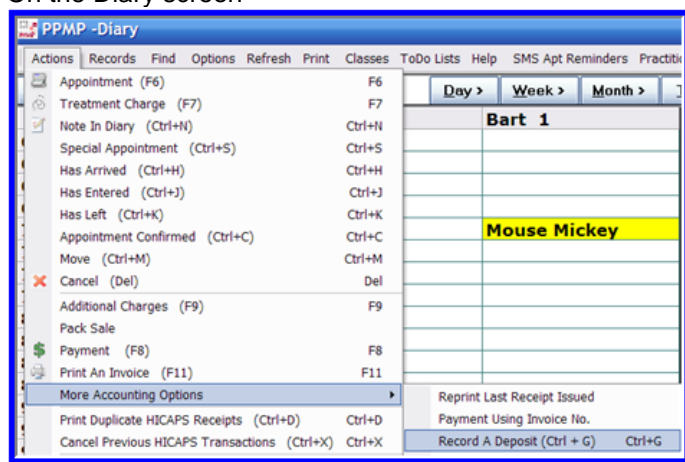 On the Diary screen
PPMP -Diary
Actions Records Find Options Refresh Print Classes ToDo Lists Help SMS Apt Reminders
Day > Week > Month >
Bart 1
Mouse Mickey
Appointment (F6) F6
Treatment Charge (F7) F7
Note In Diary (Ctrl+N) Ctrl+N
Special Appointment (Ctrl+S) Ctrl+S
Has Arrived (Ctrl+H) Ctrl+H
Has Entered (Ctrl+J) Ctrl+J
Has Left (Ctrl+K) Ctrl+K
Appointment Confirmed (Ctrl+C) Ctrl+C
Move (Ctrl+M) Ctrl+M
Cancel (Del) Del
Additional Charges (F9) F9
Pack Sale
Payment (F8) F8
Print An Invoice (F11) F11
More Accounting Options
Print Duplicate HICAPS Receipts (Ctrl+D) Ctrl+D
Cancel Previous HICAPS Transactions (Ctrl+X) Ctrl+X
Reprint Last Receipt Issued
Payment Using Invoice No.
Record A Deposit (Ctrl + G) Ctrl+G